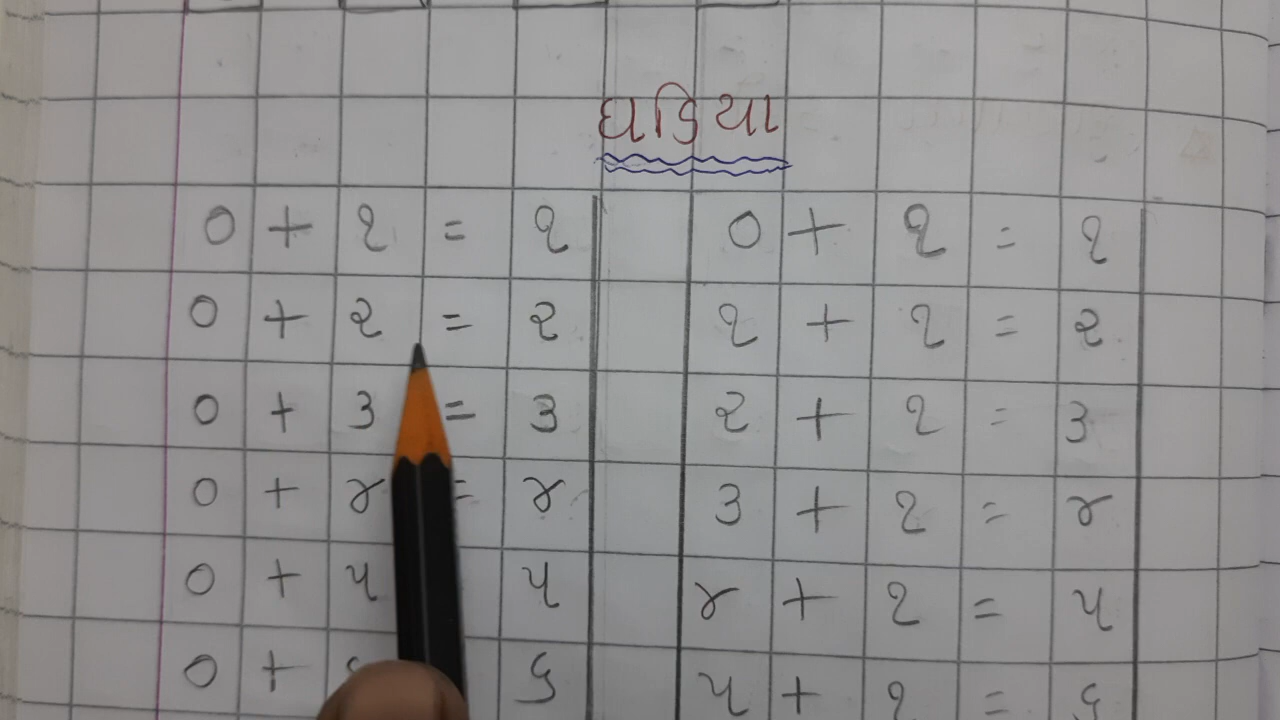 ઘડિયા
૦ + ૧ = ૧ ૦ + ૧ = ૧
૦ + ૨ = ૨ ૧ + ૧ = ૨
૦ + ૩ = ૩ ૨ + ૧ = ૩
૦ + ૪ = ૪ ૩ + ૧ = ૪
૦ + ૫ ૫ ૪ + ૧ = ૫
૦ + ૬ ૫ + ૧ = ૬